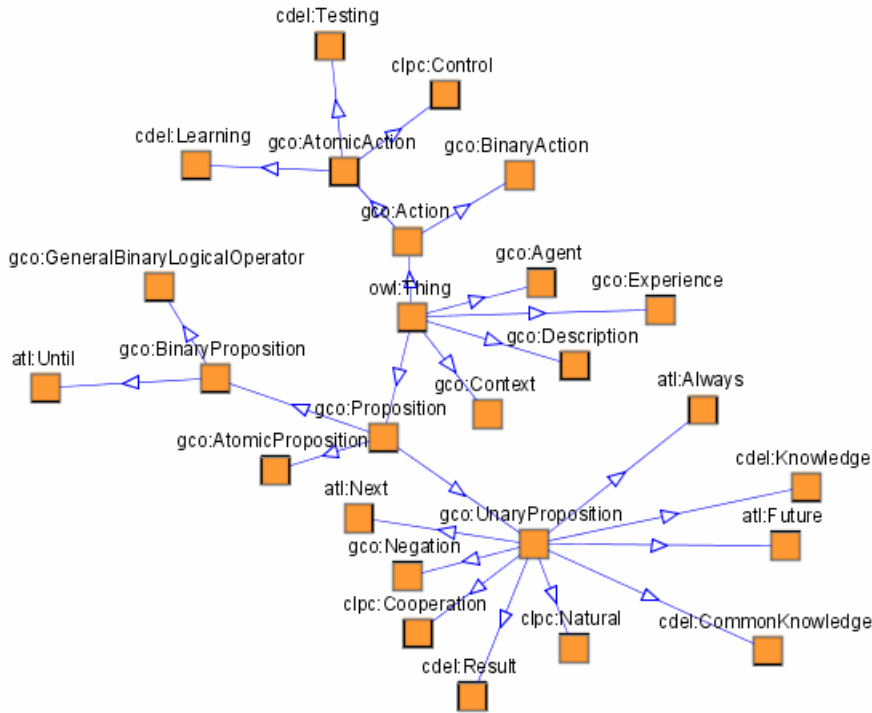 cdel:Testing
clpc:Control
cdel:Learning
gco:AtomicAction
gco:BinaryAction
gco:Action
gco:Agent
gco:GeneralBinaryLogicalOperator
owl:Thing
gco:Experience
gco:Description
gco:BinaryProposition
atl:Until
gco:Context
atl:Always
gco:Proposition
gco:AtomicProposition
cdel:Knowledge
atl:Next
gco:UnaryProposition
atl:Future
gco:Negation
clpc:Cooperation
clpc:Natural
cdel:CommonKnowledge
cdel:Result